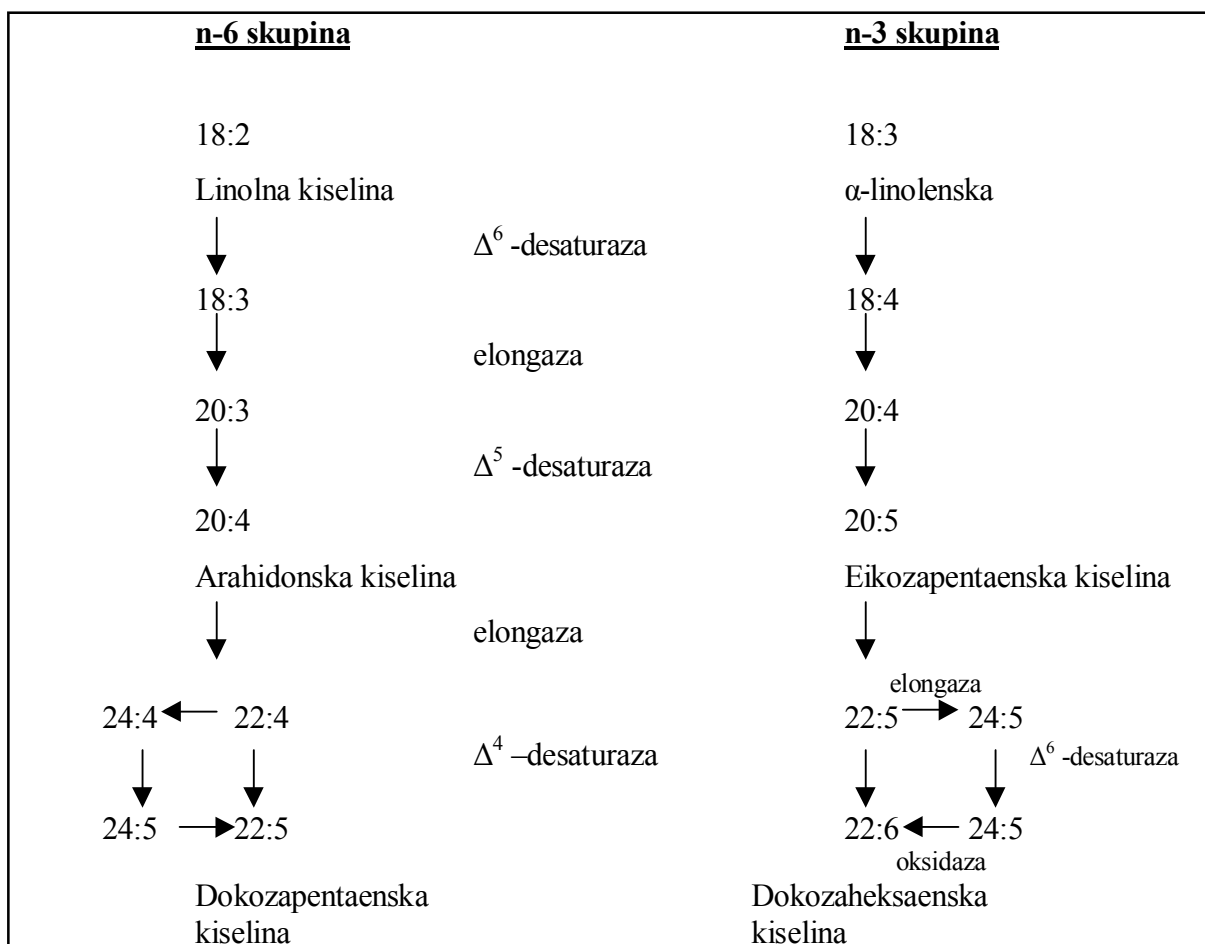 n-6 skupina n-3 skupina
18:2 18:3
Linolna kiselina α-linolenska
Δ⁶ -desaturaza
18:3 18:4
elongaza
20:3 20:4
Δ⁵ -desaturaza
20:4 20:5
Arahidonska kiselina Eikozapentaenska kiselina
elongaza
elongaza
24:4 22:4 22:5 24:5
Δ⁴ –desaturaza Δ⁶ -desaturaza
24:5 22:5 22:6 24:5
oksidaza
Dokozapentaenska Dokozaheksaenska
kiselina kiselina